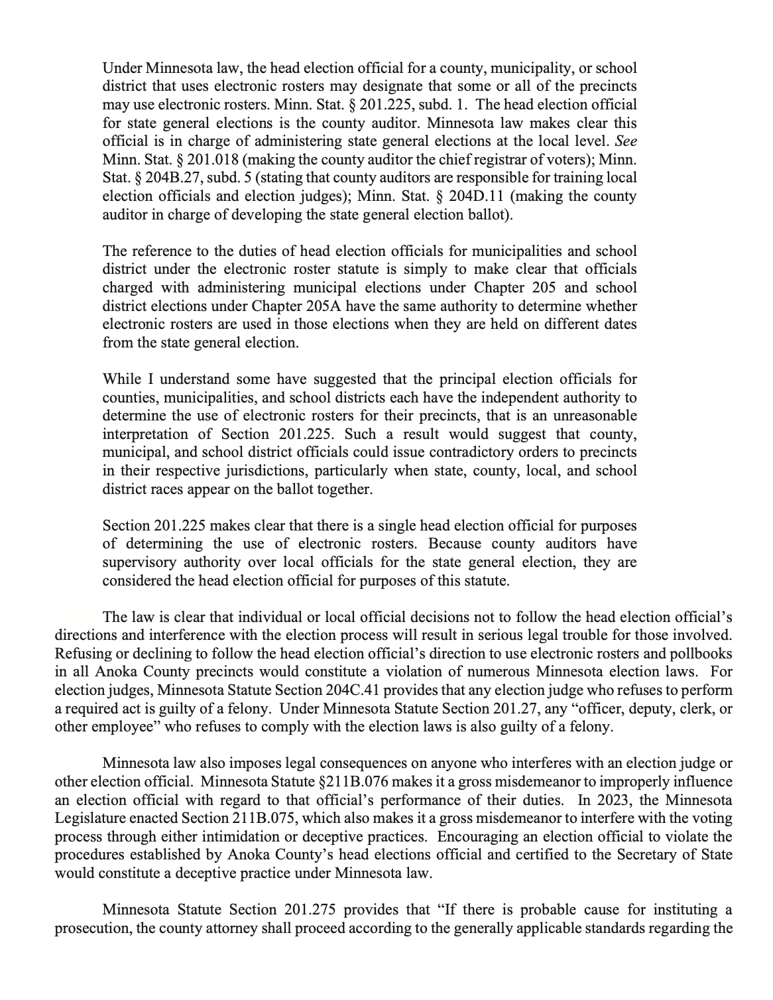 Under Minnesota law, the head election official for a county, municipality, or school
district that uses electronic rosters may designate that some or all of the precincts
may use electronic rosters. Minn. Stat. § 201.225, subd. 1.  The head election official
for state general elections is the county auditor. Minnesota law makes clear this
official is in charge of administering state general elections at the local level. See
Minn. Stat. § 201.018 (making the county auditor the chief registrar of voters); Minn.
Stat. § 204B.27, subd. 5 (stating that county auditors are responsible for training local
election officials and election judges); Minn. Stat. § 204D.11 (making the county
auditor in charge of developing the state general election ballot).

The reference to the duties of head election officials for municipalities and school
district under the electronic roster statute is simply to make clear that officials
charged with administering municipal elections under Chapter 205 and school
district elections under Chapter 205A have the same authority to determine whether
electronic rosters are used in those elections when they are held on different dates
from the state general election.

While I understand some have suggested that the principal election officials for
counties, municipalities, and school districts each have the independent authority to
determine the use of electronic rosters for their precincts, that is an unreasonable
interpretation of Section 201.225. Such a result would suggest that county,
municipal, and school district officials could issue contradictory orders to precincts
in their respective jurisdictions, particularly when state, county, local, and school
district races appear on the ballot together.

Section 201.225 makes clear that there is a single head election official for purposes
of determining the use of electronic rosters. Because county auditors have
supervisory authority over local officials for the state general election, they are
considered the head election official for purposes of this statute.

The law is clear that individual or local official decisions not to follow the head election official’s
directions and interference with the election process will result in serious legal trouble for those involved.
Refusing or declining to follow the head election official’s direction to use electronic rosters and pollbooks
in all Anoka County precincts would constitute a violation of numerous Minnesota election laws.  For
election judges, Minnesota Statute Section 204C.41 provides that any election judge who refuses to perform
a required act is guilty of a felony.  Under Minnesota Statute Section 201.27, any “officer, deputy, clerk, or
other employee” who refuses to comply with the election laws is also guilty of a felony.

Minnesota law also imposes legal consequences on anyone who interferes with an election judge or
other election official.  Minnesota Statute §211B.076 makes it a gross misdemeanor to improperly influence
an election official with regard to that official’s performance of their duties.  In 2023, the Minnesota
Legislature enacted Section 211B.075, which also makes it a gross misdemeanor to interfere with the voting
process through either intimidation or deceptive practices.  Encouraging an election official to violate the
procedures established by Anoka County’s head elections official and certified to the Secretary of State
would constitute a deceptive practice under Minnesota law.

Minnesota Statute Section 201.275 provides that “If there is probable cause for instituting a
prosecution, the county attorney shall proceed according to the generally applicable standards regarding the